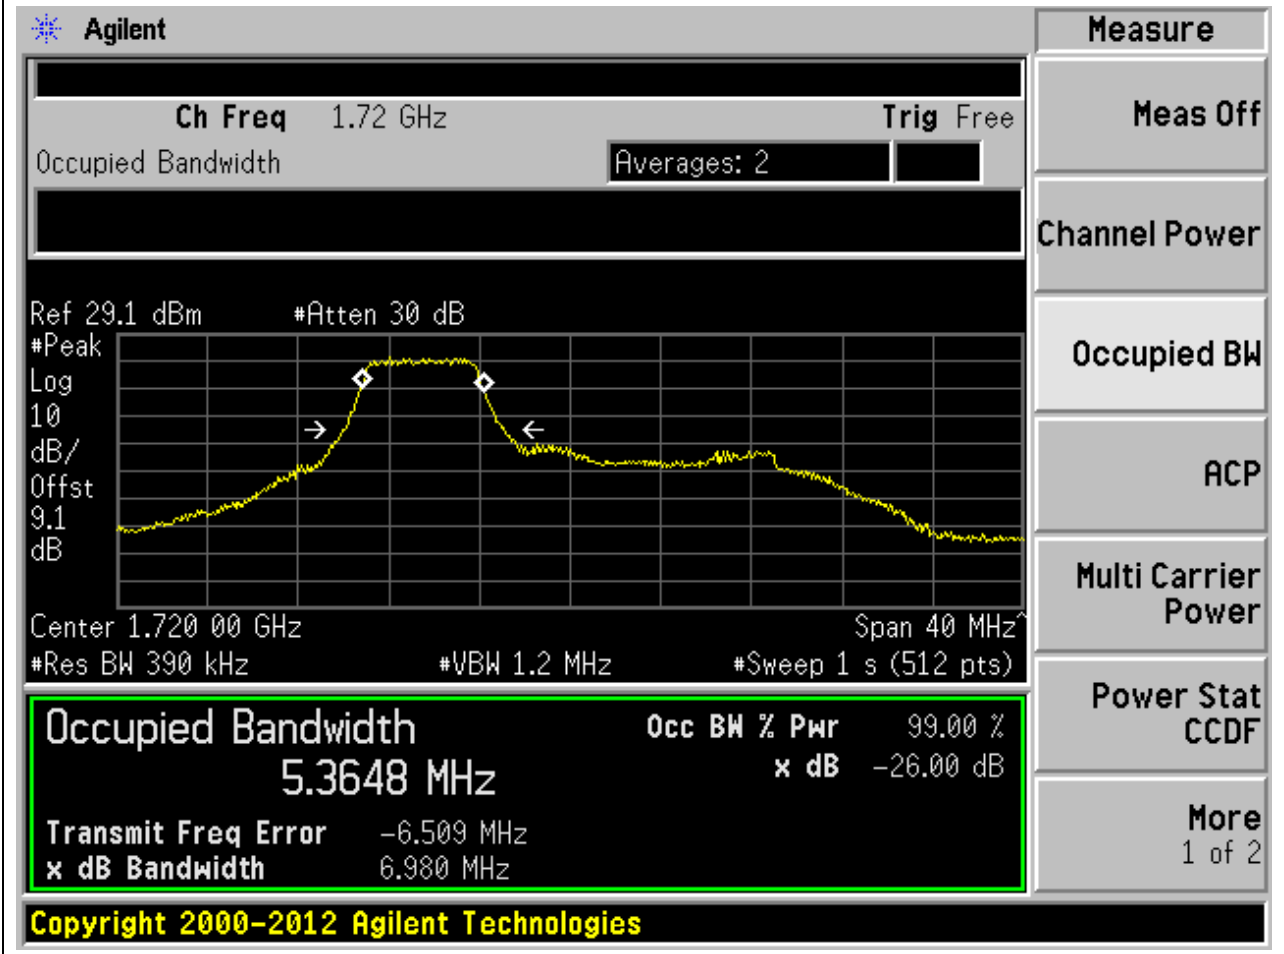 Agilent
Measure
Ch Freq 1.72 GHz Trig Free
Occupied Bandwidth Averages: 2
Ref 29.1 dBm #Atten 30 dB
#Peak
Log
10
dB/
Offst
9.1
dB
Center 1.720 00 GHz Span 40 MHz^
#Res BW 390 kHz #VBW 1.2 MHz #Sweep 1 s (512 pts)
Occupied Bandwidth
5.3648 MHz
Occ BW % Pwr 99.00 %
x dB -26.00 dB
Transmit Freq Error -6.509 MHz
x dB Bandwidth 6.980 MHz
Copyright 2000-2012 Agilent Technologies
Meas Off
Channel Power
Occupied BW
ACP
Multi Carrier
Power
Power Stat
CCDF
More
1 of 2